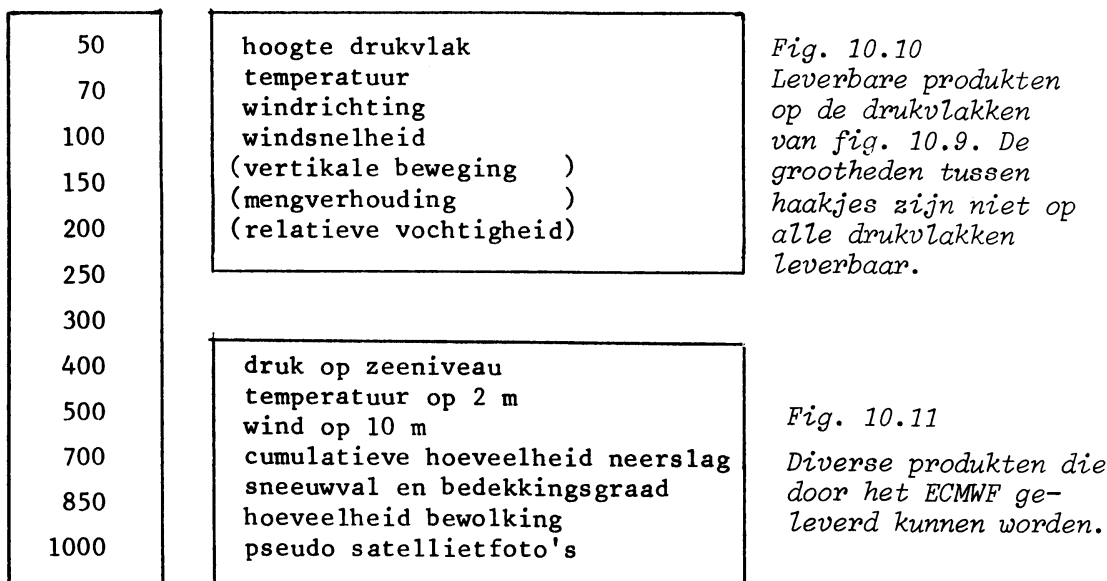 50
70
100
150
200
250
300
400
500
700
850
1000
hoogte drukvlak
temperatuur
windrichting
windsnelheid
(vertikale beweging )
(mengverhouding )
(relatieve vochtigheid)
Fig. 10.10
Leverbare produkten
op de drukvlakken
van fig. 10.9. De
grootheden tussen
haakjes zijn niet op
alle drukvlakken
leverbaar.
druk op zeeniveau
temperatuur op 2 m
wind op 10 m
cumulatieve hoeveelheid neerslag
sneeuwval en bedekkingsgraad
hoeveelheid bewolking
pseudo satellietfoto's
Fig. 10.11
Diverse produkten die
door het ECMWF ge-
leverd kunnen worden.